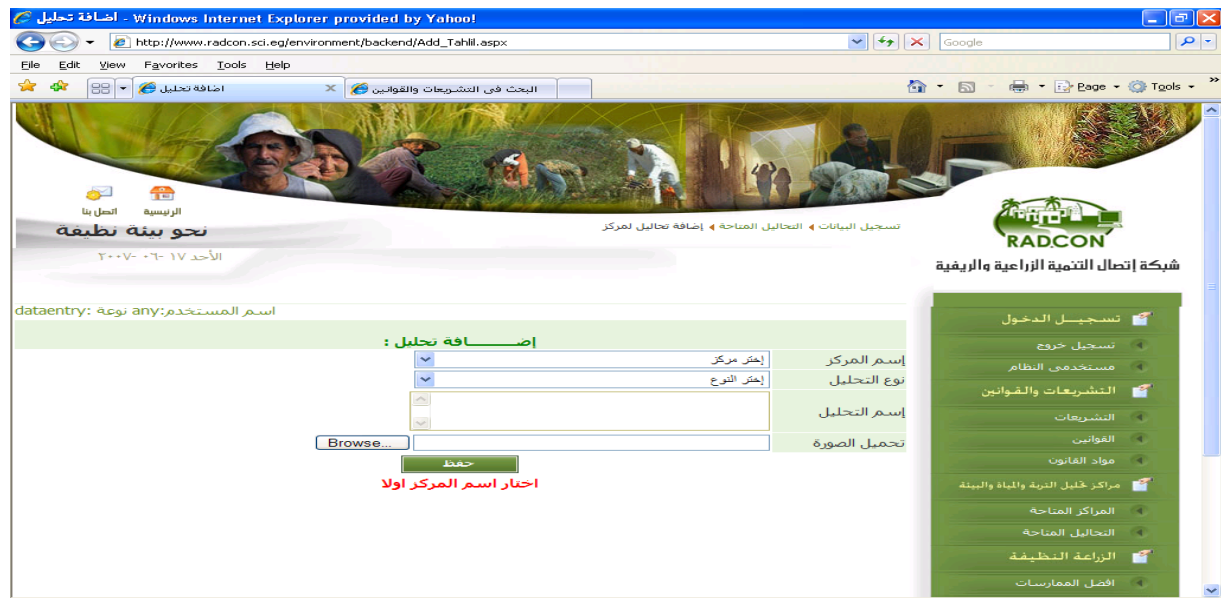 اضافة تحليل - Windows Internet Explorer provided by Yahoo!
http://www.radcon.sci.eg/environment/backend/Add_Tahlil.aspx
Google
File Edit View Favorites Tools Help
اضافة تحليل
البحث فى التشريعات والقوانين
Page Tools »
الرئيسية اتصل بنا
نحو بيئة نظيفة
الأحد ١٧ -٠٦ -٢٠٠٧
تسجيل البيانات التحاليل المتاحة إضافة تحاليل لمركز
RADCON
شبكة إتصال التنمية الزراعية والريفية
اسم المستخدم:any نوعة :dataentry
إضـــــــــافة تحليل :
إسم المركز إختر مركز
نوع التحليل إختر النوع
إسم التحليل
تحميل الصورة Browse...
حفظ
اختار اسم المركز اولا
تسـجيـــل الدخول
تسجيل خروج
مستخدمى النظام
التشريعات والقوانين
التشريعات
القوانين
مواد القانون
مراكز تحليل التربة والمياة والبيئة
المراكز المتاحة
التحاليل المتاحة
الزراعة النظيفة
افضل الممارسات